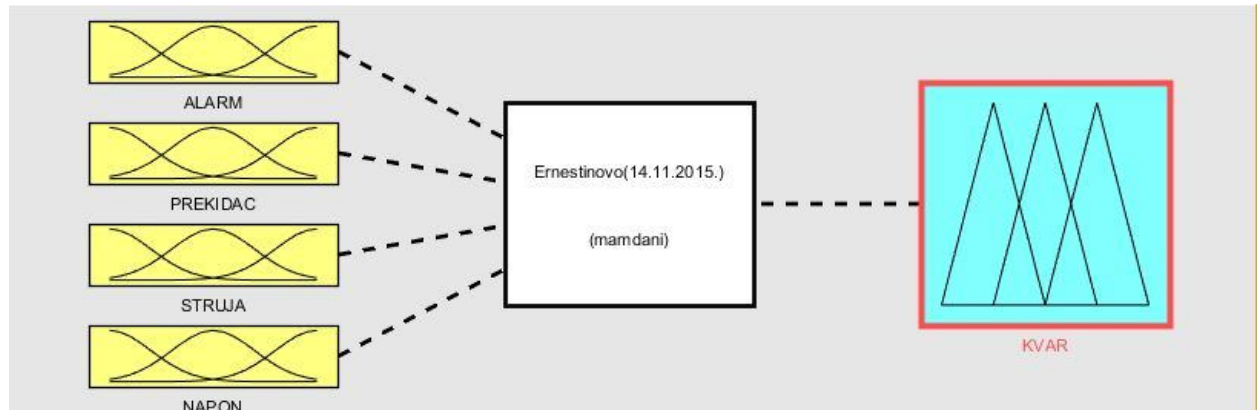 ALARM
PREKIDAC
STRUJA
NAPON
Ernestinovo(14.11.2015.)
(mamdani)
KVAR